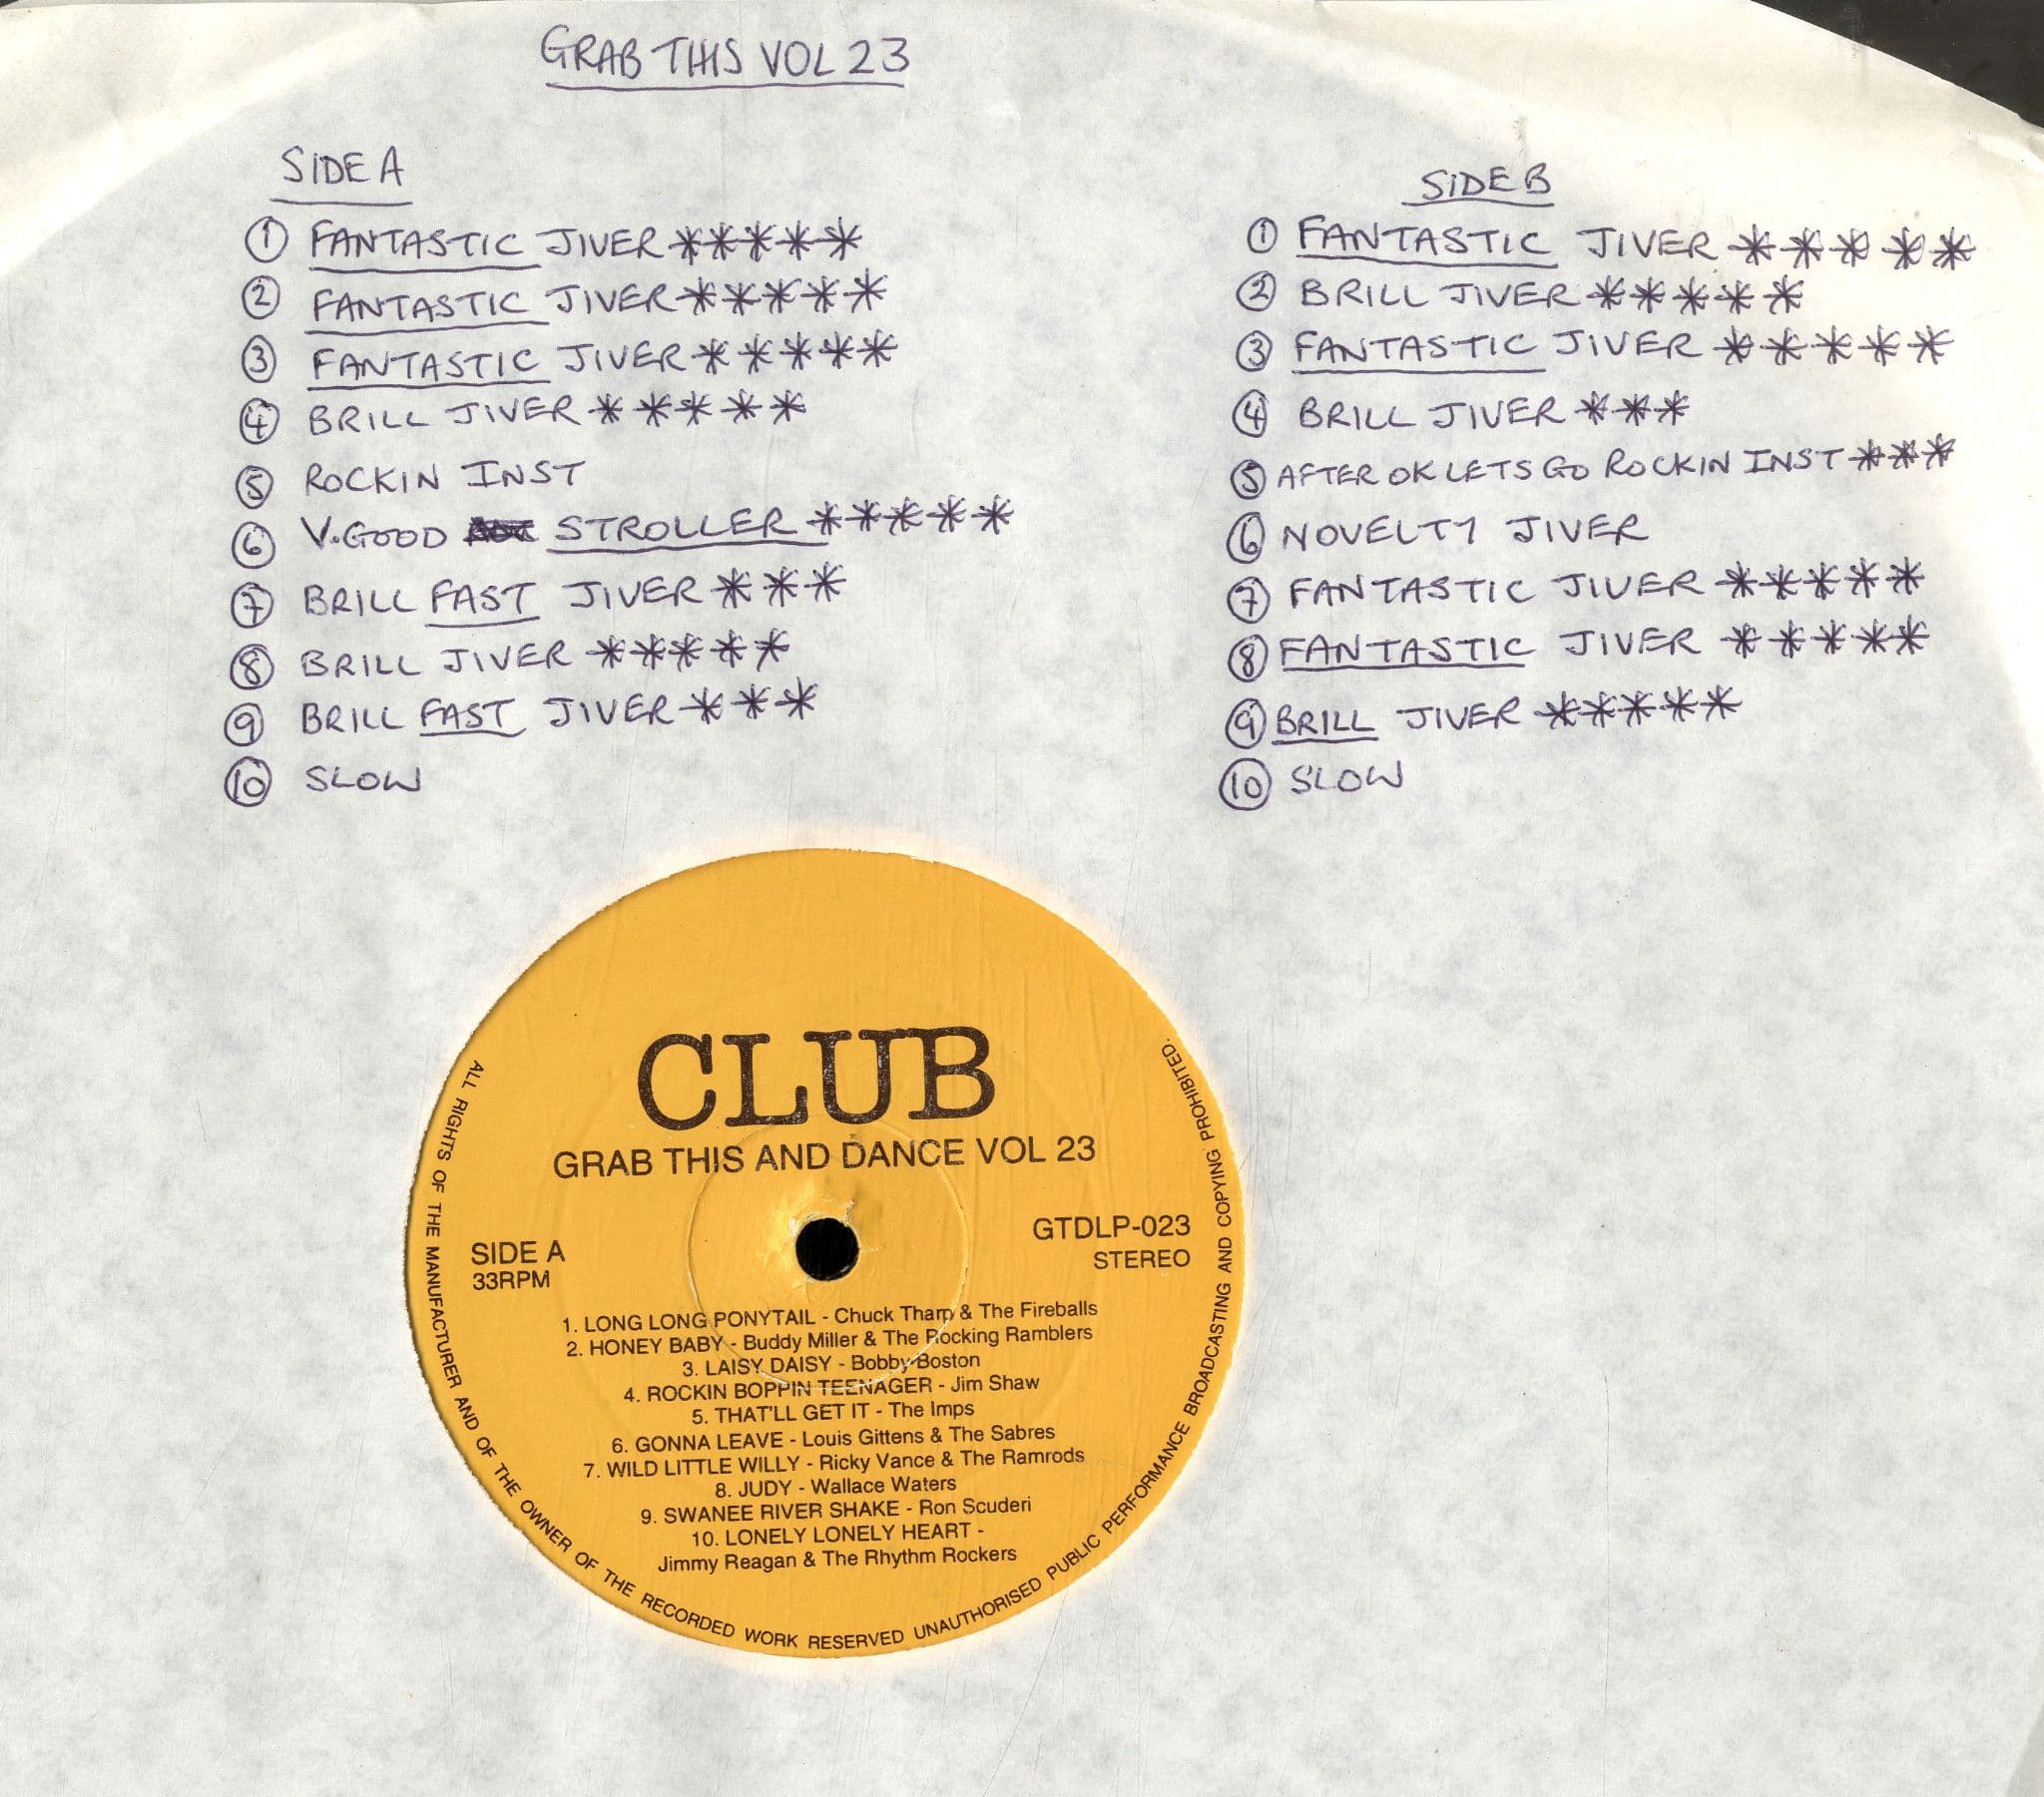 GRAB THIS VOL 23
SIDE A
① FANTASTIC JIVER *****
② FANTASTIC JIVER *****
③ FANTASTIC JIVER *****
④ BRILL JIVER *****
⑤ ROCKIN INST
⑥ V.GOOD STROLLER *****
⑦ BRILL FAST JIVER ***
⑧ BRILL JIVER *****
⑨ BRILL FAST JIVER ***
⑩ SLOW
SIDE B
① FANTASTIC JIVER *****
② BRILL JIVER *****
③ FANTASTIC JIVER *****
④ BRILL JIVER ***
⑤ AFTER OK LETS GO ROCKIN INST ***
⑥ NOVELTY JIVER
⑦ FANTASTIC JIVER *****
⑧ FANTASTIC JIVER *****
⑨ BRILL JIVER *****
⑩ SLOW
CLUB
GRAB THIS AND DANCE VOL 23
SIDE A
33RPM
GTDLP-023
STEREO
1. LONG LONG PONYTAIL - Chuck Tharp & The Fireballs
2. HONEY BABY - Buddy Miller & The Rocking Ramblers
3. LAISY DAISY - Bobby Boston
4. ROCKIN BOPPIN TEENAGER - Jim Shaw
5. THAT'LL GET IT - The Imps
6. GONNA LEAVE - Louis Gittens & The Sabres
7. WILD LITTLE WILLY - Ricky Vance & The Ramrods
8. JUDY - Wallace Waters
9. SWANEE RIVER SHAKE - Ron Scuderi
10. LONELY LONELY HEART -
Jimmy Reagan & The Rhythm Rockers
ALL RIGHTS OF THE MANUFACTURER AND OF THE OWNER OF THE RECORDED WORK RESERVED UNAUTHORISED PUBLIC PERFORMANCE BROADCASTING AND COPYING PROHIBITED.